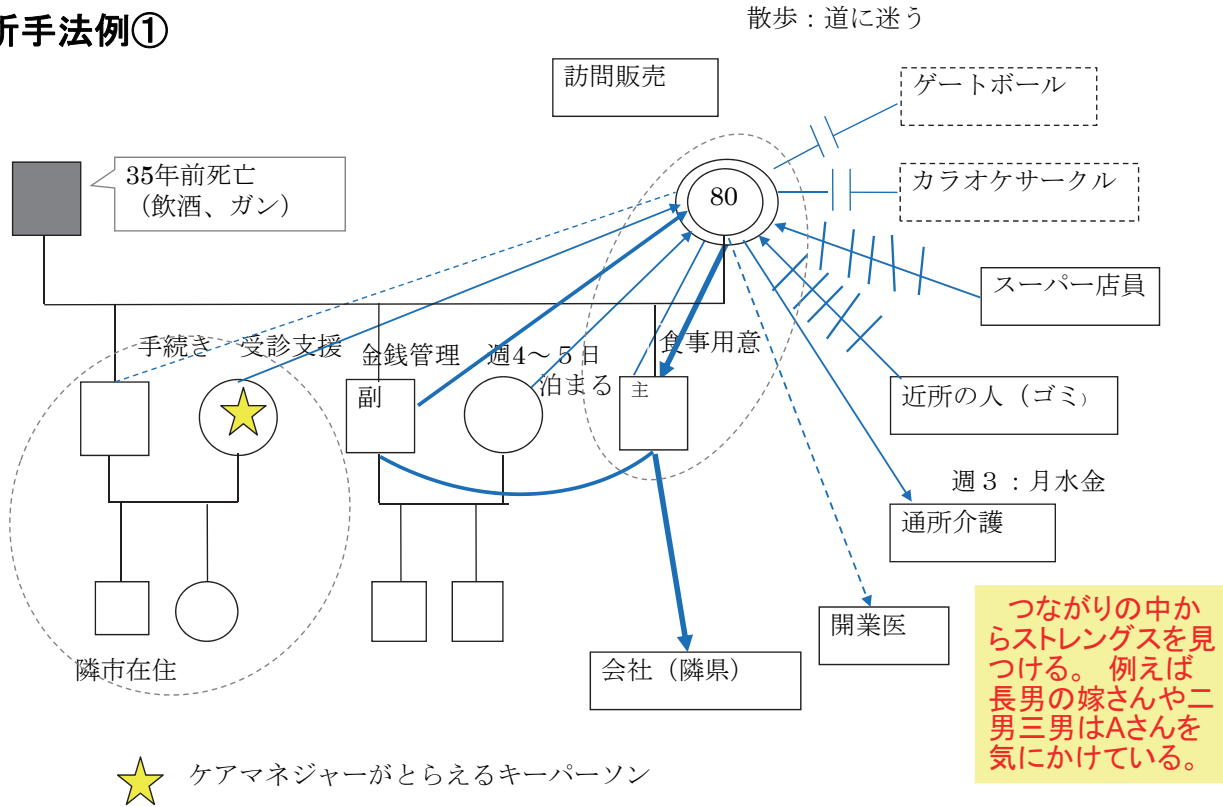 析手法例①
散歩：道に迷う
訪問販売
ゲートボール
35年前死亡
（飲酒、ガン）
80
カラオケサークル
スーパー店員
手続き　受診支援
金銭管理　週4～５日
泊まる
食事用意
副
主
近所の人（ゴミ）
週３：月水金
通所介護
開業医
隣市在住
会社（隣県）
つながりの中か
らストレングスを見
つける。 例えば
長男の嫁さんや二
男三男はAさんを
気にかけている。
ケアマネジャーがとらえるキーパーソン